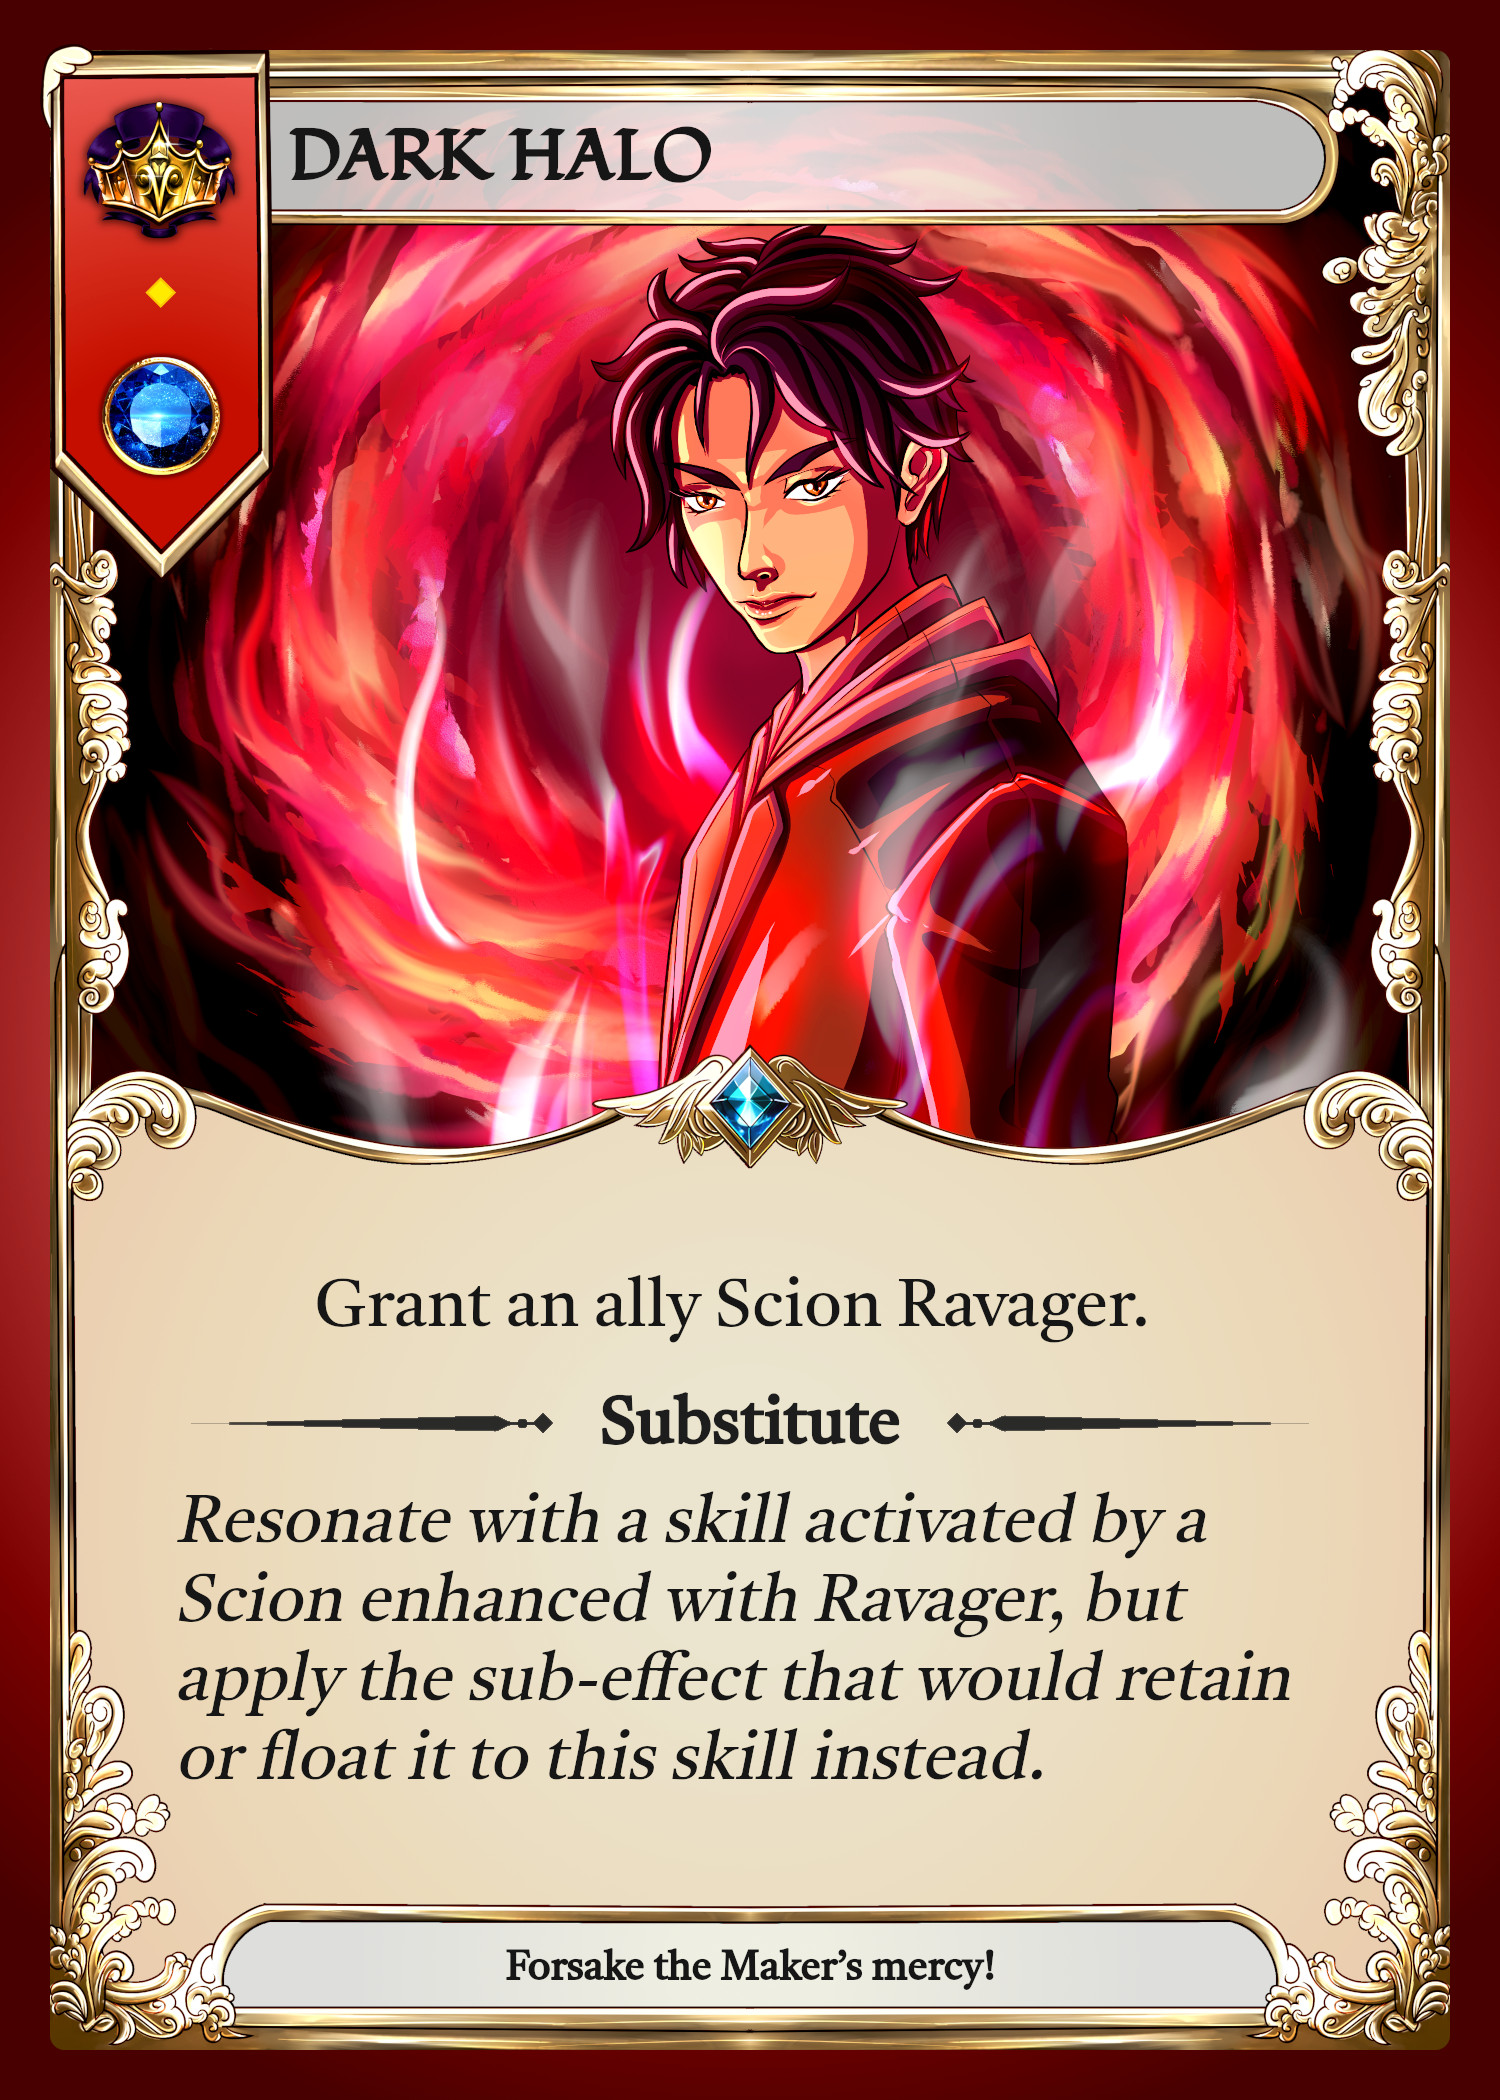 DARK HALO
Grant an ally Scion Ravager.
Substitute
Resonate with a skill activated by a
Scion enhanced with Ravager, but
apply the sub-effect that would retain
or float it to this skill instead.
Forsake the Maker’s mercy!